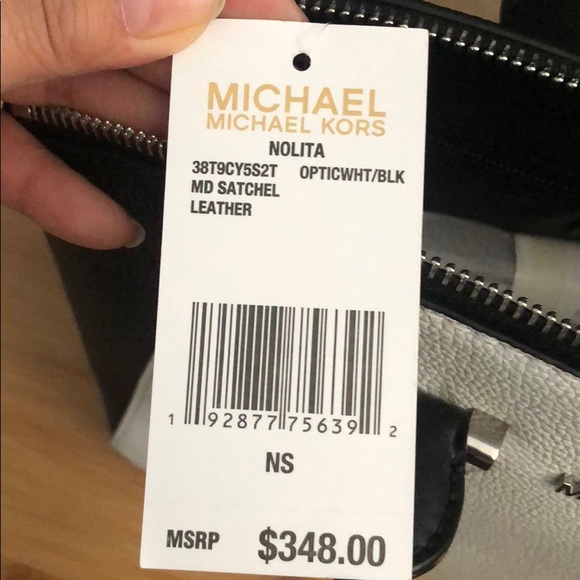 MICHAEL
MICHAEL KORS
NOLITA
38T9CY5S2T OPTICWHT/BLK
MD SATCHEL
LEATHER
1 92877 75639 2
NS
MSRP $348.00